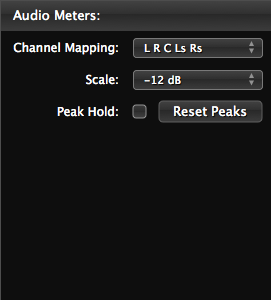 Audio Meters:
Channel Mapping: L R C Ls Rs
Scale: -12 dB
Peak Hold: Reset Peaks